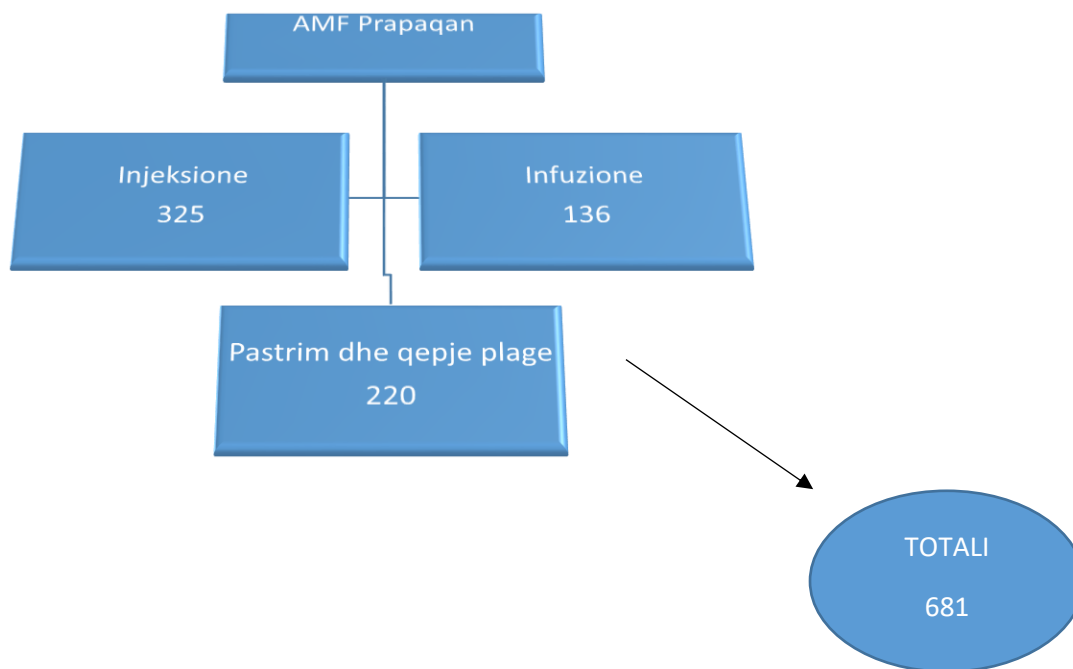 AMF Prapaqan
Injeksione
325
Infuzione
136
Pastrim dhe qepje plage
220
TOTALI
681